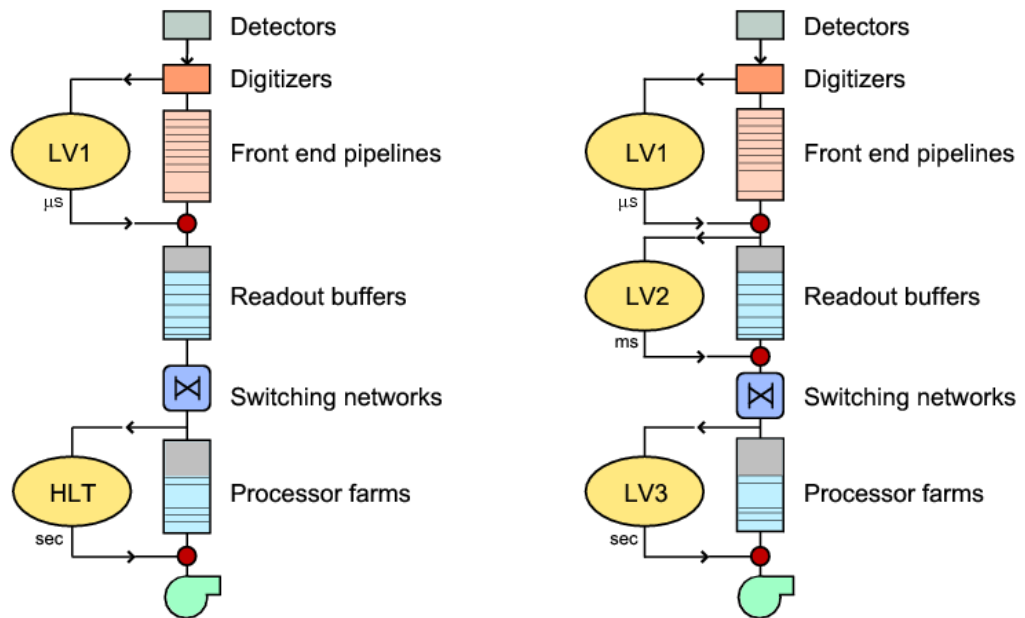 Detectors
Digitizers
LV1
Front end pipelines
μs
Readout buffers
Switching networks
HLT
Processor farms
sec
Detectors
Digitizers
LV1
Front end pipelines
μs
LV2
Readout buffers
ms
Switching networks
LV3
Processor farms
sec